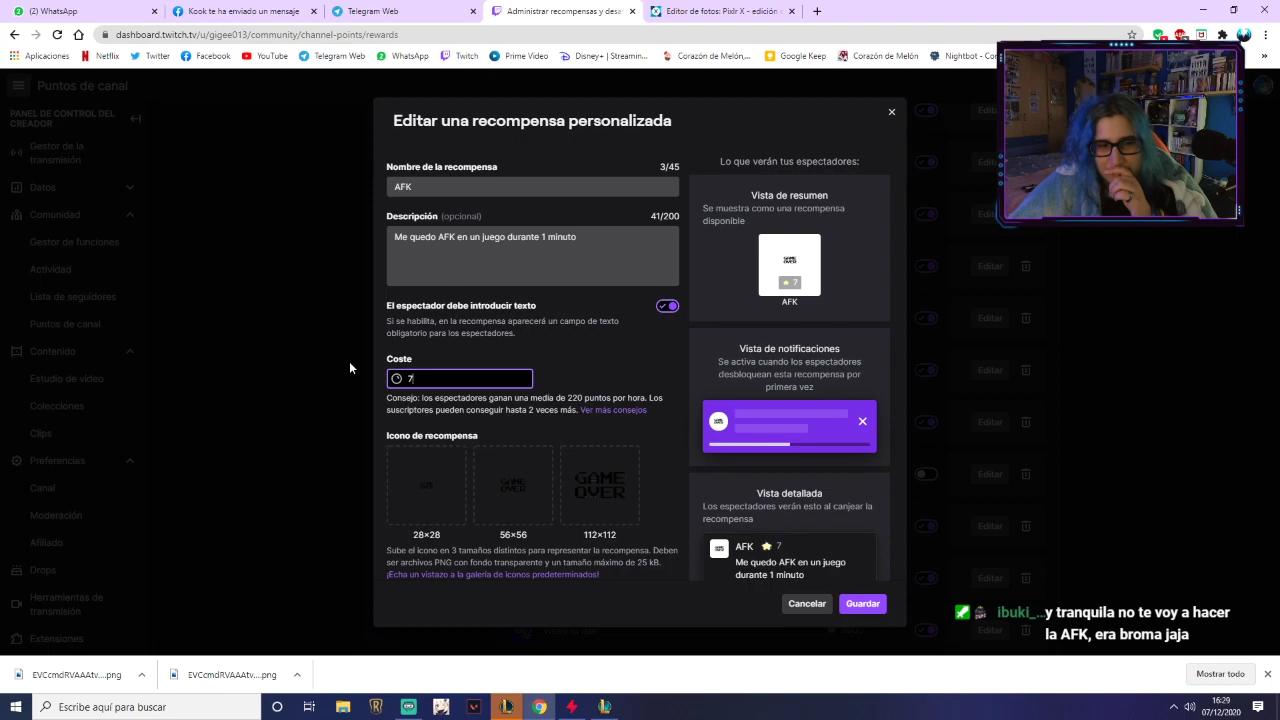 WhatsApp
Kook te ha enviado un mensaje
Telegram Web
Administrar recompensas y desa
Editor de fotos: Pixlr X - edición
dashboard.twitch.tv/u/gigee013/community/channel-points/rewards
Aplicaciones Netflix Twitter Facebook YouTube Telegram Web WhatsApp Twitch Prime Video Disney+ | Streamin... Corazón de Melón,... Google Keep Corazón de Melón... Nightbot - Co
Puntos de canal
PANEL DE CONTROL DEL
CREADOR
Gestor de la
transmisión
Datos
Comunidad
Gestor de funciones
Actividad
Lista de seguidores
Puntos de canal
Contenido
Estudio de vídeo
Colecciones
Clips
Preferencias
Canal
Moderación
Afiliado
Drops
Herramientas de
transmisión
Extensiones
Editar una recompensa personalizada
Nombre de la recompensa 3/45
AFK
Descripción (opcional) 41/200
Me quedo AFK en un juego durante 1 minuto
El espectador debe introducir texto
Si se habilita, en la recompensa aparecerá un campo de texto
obligatorio para los espectadores.
Coste
7
Consejo: los espectadores ganan una media de 220 puntos por hora. Los
suscriptores pueden conseguir hasta 2 veces más. Ver más consejos
Icono de recompensa
GAME
OVER
GAME
OVER
28×28 56×56 112×112
Sube el icono en 3 tamaños distintos para representar la recompensa. Deben
ser archivos PNG con fondo transparente y un tamaño máximo de 25 kB.
¡Echa un vistazo a la galería de iconos predeterminados!
Lo que verán tus espectadores:
Vista de resumen
Se muestra como una recompensa
disponible
GAME
OVER
7
AFK
Vista de notificaciones
Se activa cuando los espectadores
desbloquean esta recompensa por
primera vez
Vista detallada
Los espectadores verán esto al canjear la
recompensa
AFK 7
Me quedo AFK en un juego
durante 1 minuto
Cancelar Guardar
Editar
Editar
Editar
Editar
Editar
Editar
Editar
Editar
Editar
ibuki_... y tranquila no te voy a hacer
la AFK, era broma jaja
EVCcmdRVAAAtv....png
EVCcmdRVAAAtv....png
Mostrar todo
Escribe aquí para buscar
16:29
07/12/2020